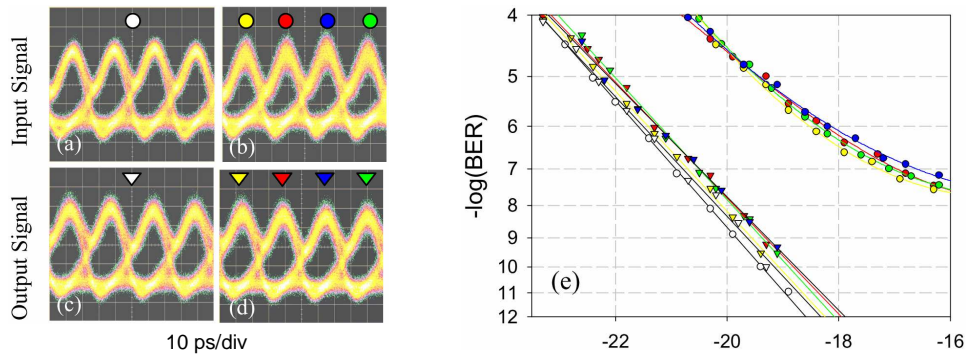 Input Signal
(a)
(b)
Output Signal
(c)
(d)
10 ps/div
-log(BER)
4
5
6
7
8
9
10
11
12
(e)
-22
-20
-18
-16